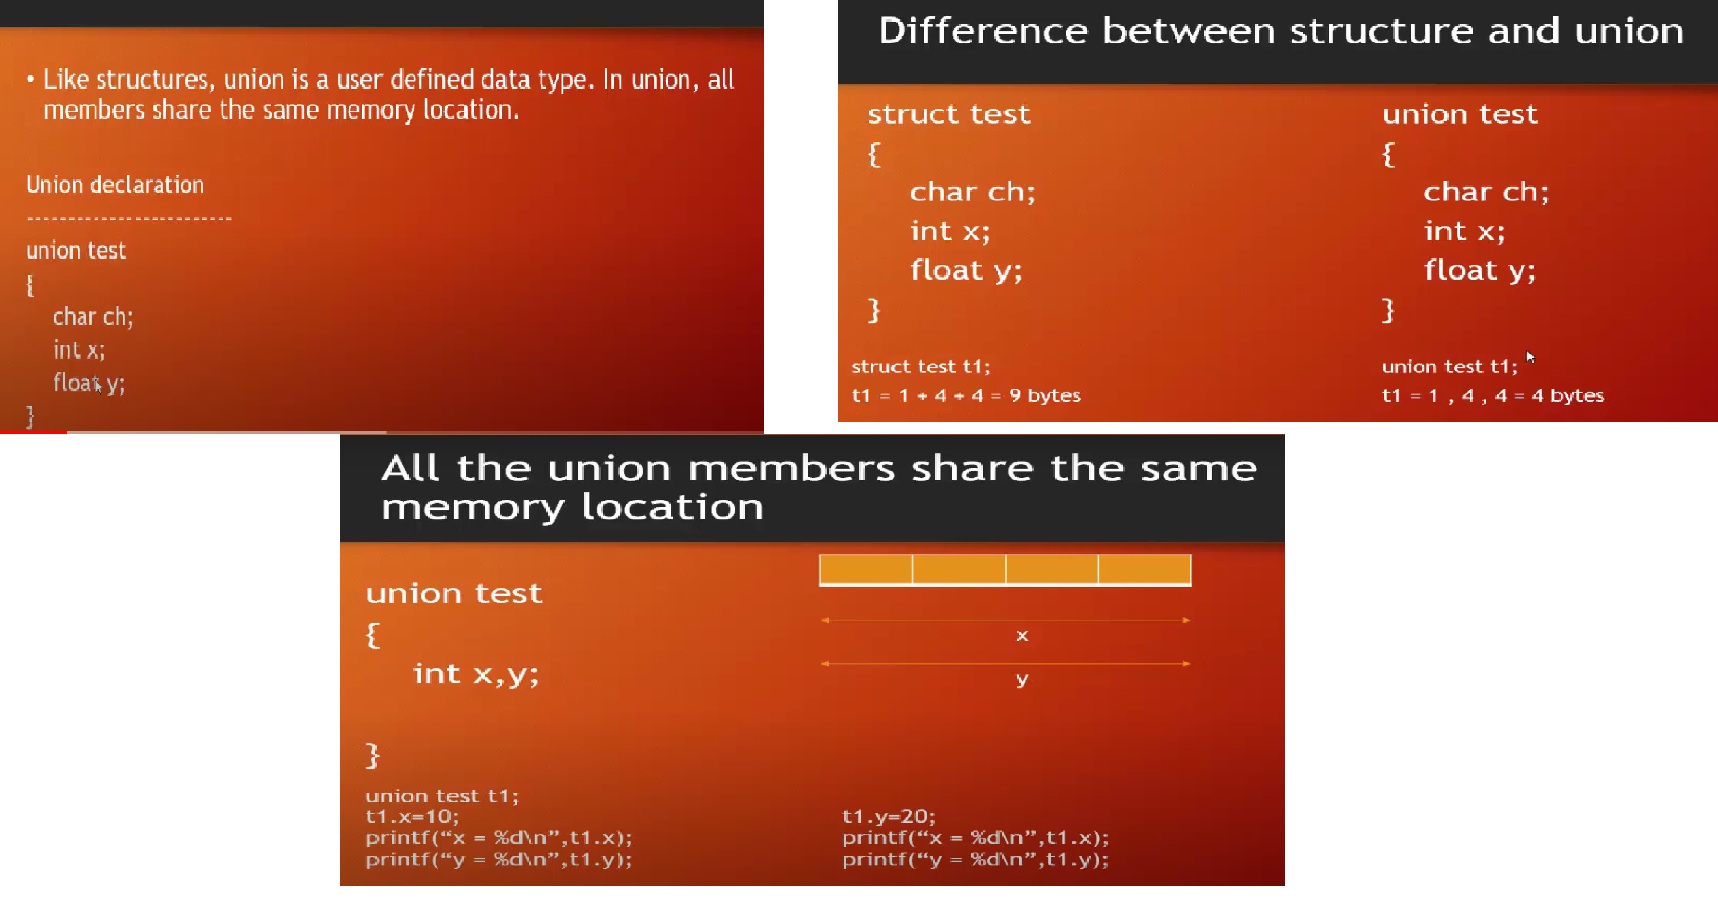 • Like structures, union is a user defined data type. In union, all
members share the same memory location.
Union declaration
-------------------------
union test
{
char ch;
int x;
float y;
}
Difference between structure and union
struct test
{
char ch;
int x;
float y;
}
struct test t1;
t1 = 1 + 4 + 4 = 9 bytes
union test
{
char ch;
int x;
float y;
}
union test t1;
t1 = 1 , 4 , 4 = 4 bytes
All the union members share the same
memory location
union test
{
int x,y;
}
x
y
union test t1;
t1.x=10;
printf(“x = %d\n”,t1.x);
printf(“y = %d\n”,t1.y);
t1.y=20;
printf(“x = %d\n”,t1.x);
printf(“y = %d\n”,t1.y);